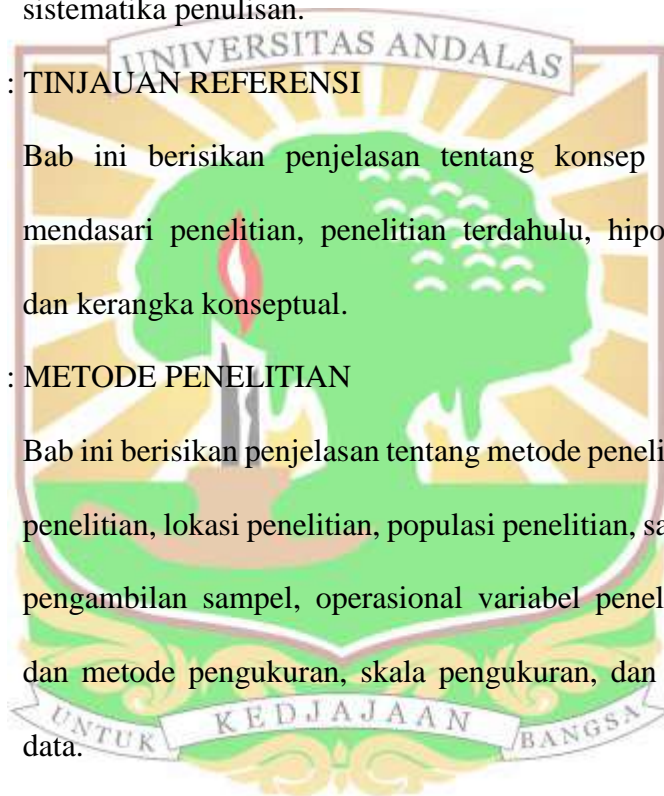 sistematika penulisan.
UNIVERSITAS ANDALAS
: TINJAUAN REFERENSI
Bab ini berisikan penjelasan tentang konsep
mendasari penelitian, penelitian terdahulu, hipo
dan kerangka konseptual.
: METODE PENELITIAN
Bab ini berisikan penjelasan tentang metode peneli
penelitian, lokasi penelitian, populasi penelitian, sa
pengambilan sampel, operasional variabel penel
dan metode pengukuran, skala pengukuran, dan
UNTUK KEDJAJAAN BANGSA
data.